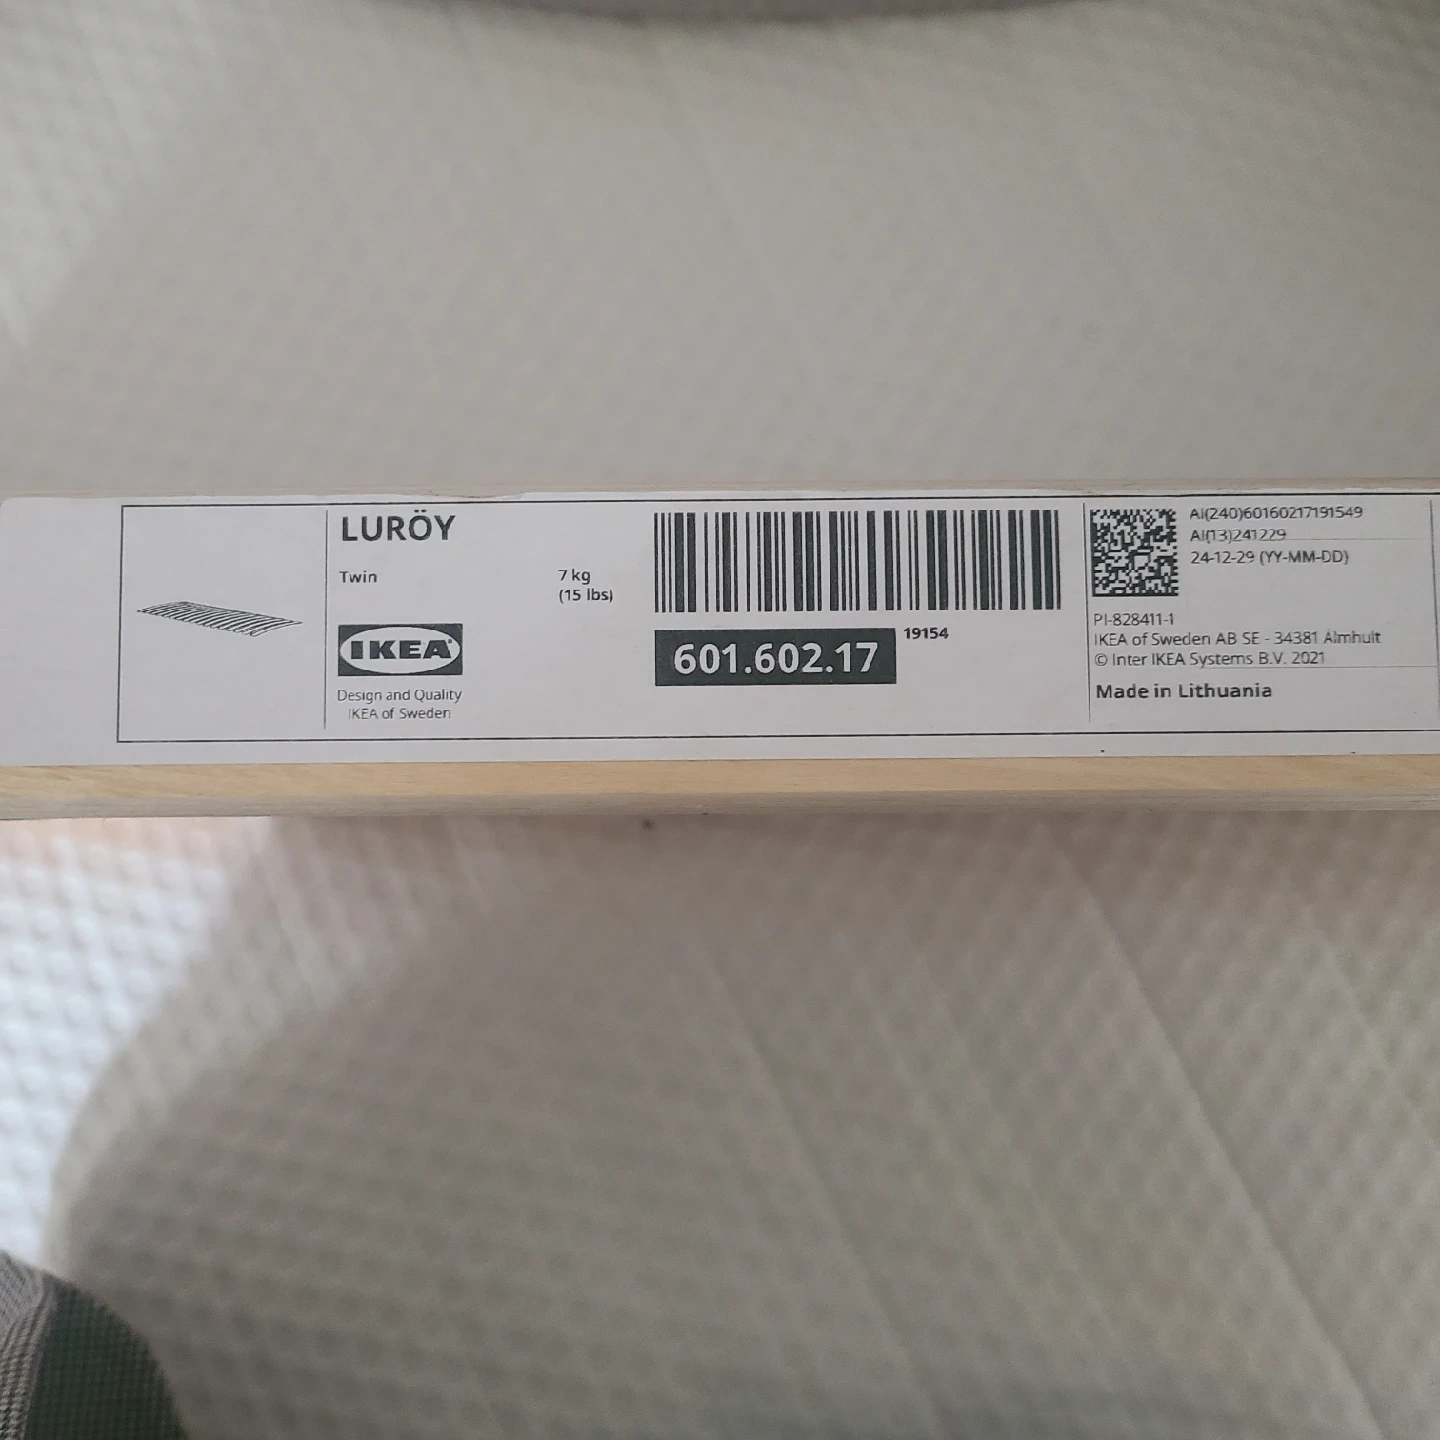 LURÖY
Twin
7 kg
(15 lbs)
IKEA®
Design and Quality
IKEA of Sweden
601.602.17
19154
AI(240)60160217191549
AI(13)241229
24-12-29 (YY-MM-DD)
PI-828411-1
IKEA of Sweden AB SE - 34381 Älmhult
© Inter IKEA Systems B.V. 2021
Made in Lithuania